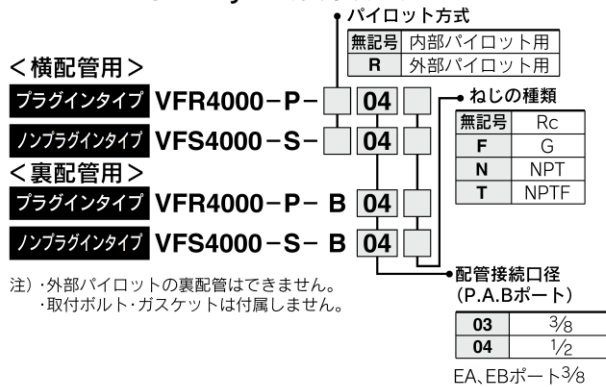 パイロット方式
無記号 内部パイロット用
R 外部パイロット用
＜横配管用＞
プラグインタイプ VFR4000-P- 04
ノンプラグインタイプ VFS4000-S- 04
＜裏配管用＞
プラグインタイプ VFR4000-P- B 04
ノンプラグインタイプ VFS4000-S- B 04
ねじの種類
無記号 Rc
F G
N NPT
T NPTF
注）・外部パイロットの裏配管はできません。
・取付ボルト・ガスケットは付属しません。
配管接続口径
(P.A.Bポート)
03 3/8
04 1/2
EA、EBポート3/8